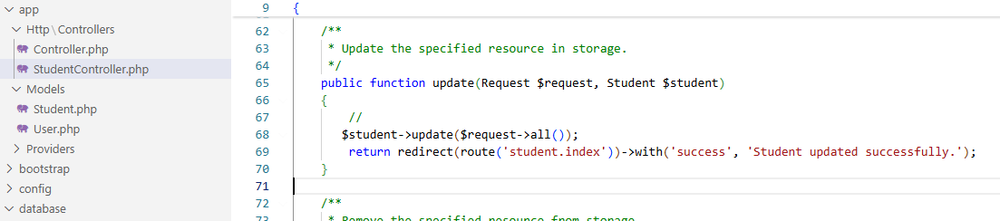 app
Http\Controllers
Controller.php
StudentController.php
Models
Student.php
User.php
Providers
bootstrap
config
database
9 {
62 /**
63 * Update the specified resource in storage.
64 */
65 public function update(Request $request, Student $student)
66 {
67 //
68 $student->update($request->all());
69 return redirect(route('student.index'))->with('success', 'Student updated successfully.');
70 }
71
72 /**
73 * Remove the specified resource from storage